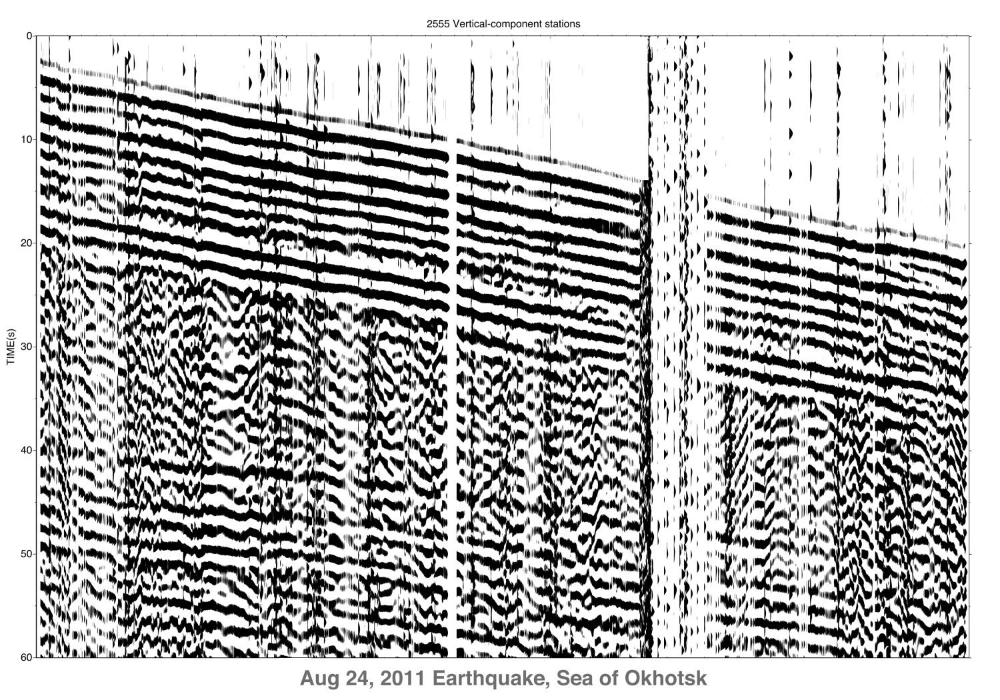 2555 Vertical-component stations
0
10
20
30
40
50
60
TIME(s)
Aug 24, 2011 Earthquake, Sea of Okhotsk